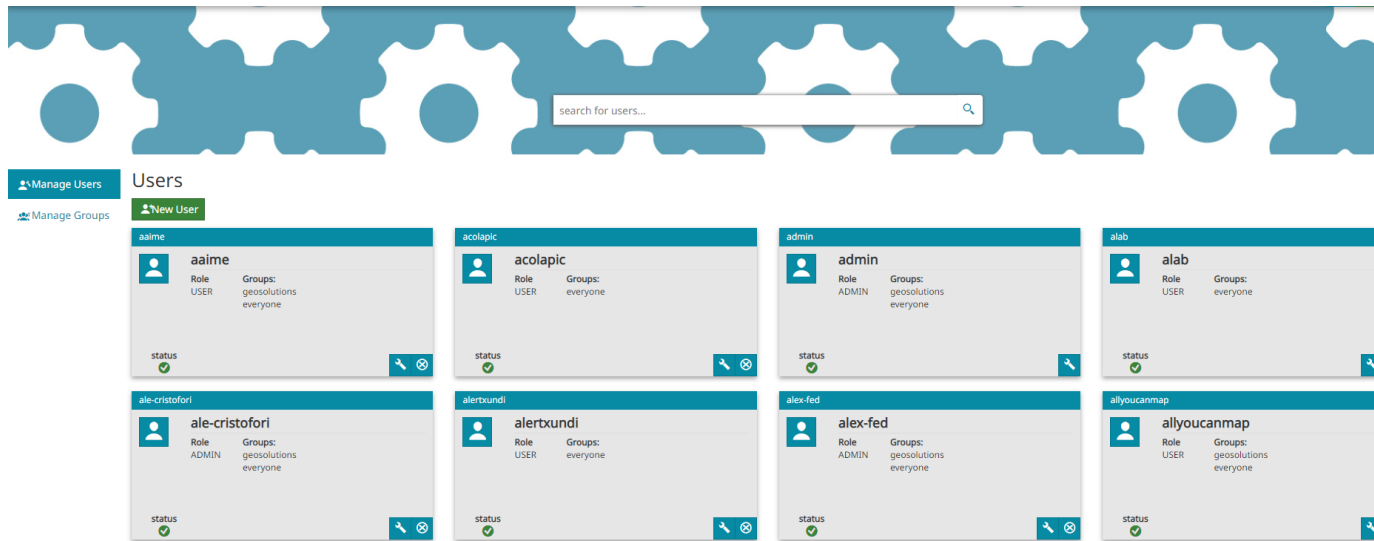 search for users...
Manage Users
Manage Groups
Users
New User
aaime
aaime
Role Groups:
USER geosolutions
everyone
status
acolapic
acolapic
Role Groups:
USER everyone
status
admin
admin
Role Groups:
ADMIN geosolutions
everyone
status
alab
alab
Role Groups:
USER everyone
status
ale-cristofori
ale-cristofori
Role Groups:
ADMIN geosolutions
everyone
status
alertxundi
alertxundi
Role Groups:
USER everyone
status
alex-fed
alex-fed
Role Groups:
ADMIN geosolutions
everyone
status
allyoucanmap
allyoucanmap
Role Groups:
USER geosolutions
everyone
status